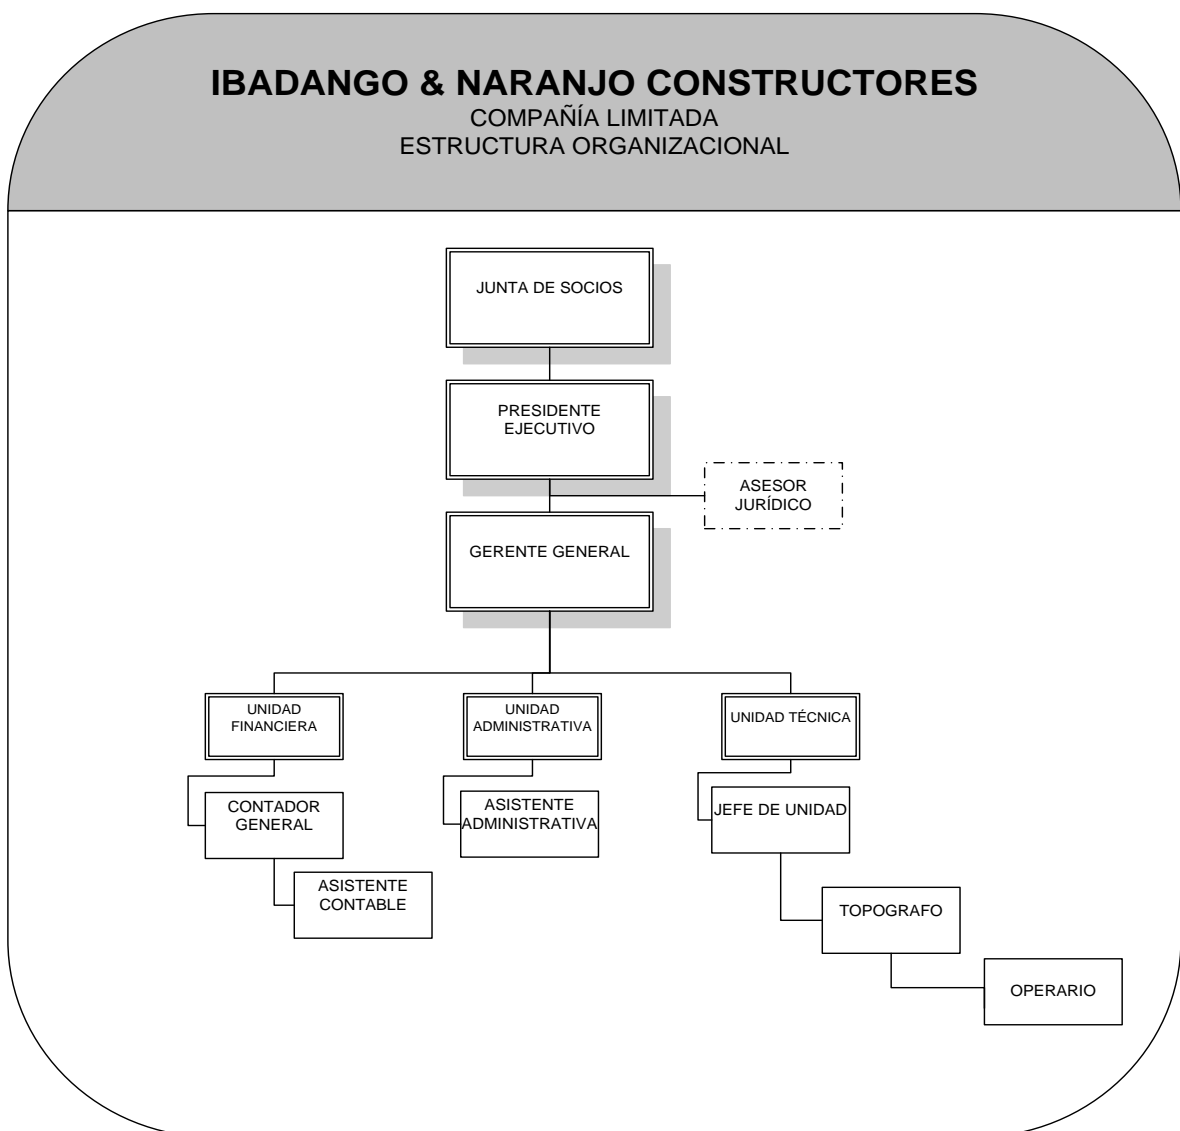 IBADANGO & NARANJO CONSTRUCTORES
COMPAÑÍA LIMITADA
ESTRUCTURA ORGANIZACIONAL
JUNTA DE SOCIOS
PRESIDENTE
EJECUTIVO
ASESOR
JURÍDICO
GERENTE GENERAL
UNIDAD
FINANCIERA
UNIDAD
ADMINISTRATIVA
UNIDAD TÉCNICA
CONTADOR
GENERAL
ASISTENTE
ADMINISTRATIVA
JEFE DE UNIDAD
ASISTENTE
CONTABLE
TOPOGRAFO
OPERARIO